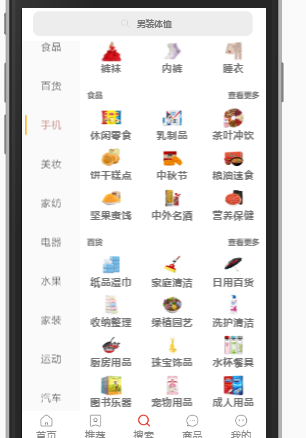 男装体恤
食品
百货
手机
美妆
家纺
电器
水果
家装
运动
汽车
裤袜
内裤
睡衣
食品
查看更多
休闲零食
乳制品
茶叶冲饮
饼干糕点
中秋节
粮油速食
坚果蜜饯
中外名酒
营养保健
百货
查看更多
纸品湿巾
家庭清洁
日用百货
收纳整理
绿植园艺
洗护清洁
厨房用品
珠宝饰品
水杯餐具
图书乐器
宠物用品
成人用品
首页
推荐
搜索
商品
我的